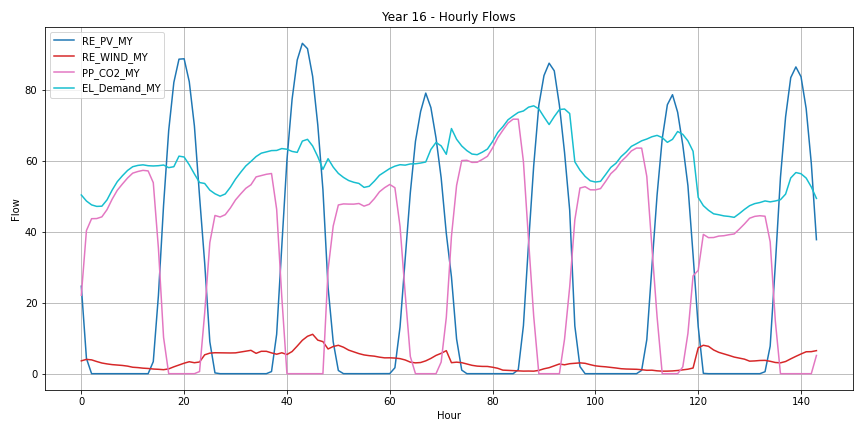 Year 16 - Hourly Flows
RE_PV_MY
RE_WIND_MY
PP_CO2_MY
EL_Demand_MY
80
60
40
20
0
Flow
0 20 40 60 80 100 120 140
Hour